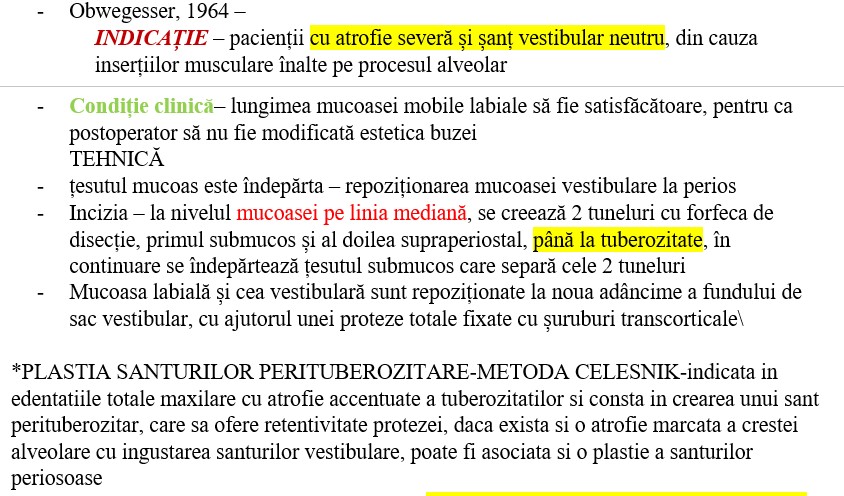 - Obwegesser, 1964 –
INDICAȚIE – pacienții cu atrofie severă și șanț vestibular neutru, din cauza
inserțiilor musculare înalte pe procesul alveolar
- Condiție clinică– lungimea mucoasei mobile labiale să fie satisfăcătoare, pentru ca
postoperator să nu fie modificată estetica buzei
TEHNICĂ
- țesutul mucoas este îndepărta – repoziționarea mucoasei vestibulare la perios
- Incizia – la nivelul mucoasei pe linia mediană, se creează 2 tuneluri cu forfeca de
disecție, primul submucos și al doilea supraperiostal, până la tuberozitate, în
continuare se îndepărtează țesutul submucos care separă cele 2 tuneluri
- Mucoasa labială și cea vestibulară sunt repoziționate la noua adâncime a fundului de
sac vestibular, cu ajutorul unei proteze totale fixate cu șuruburi transcorticale\
*PLASTIA SANTURILOR PERITUBEROZITARE-METODA CELESNIK-indicata in
edentatiile totale maxilare cu atrofie accentuate a tuberozitatilor si consta in crearea unui sant
perituberozitar, care sa ofere retentivitate protezei, daca exista si o atrofie marcata a crestei
alveolare cu ingustarea santurilor vestibulare, poate fi asociata si o plastie a santurilor
periosoase